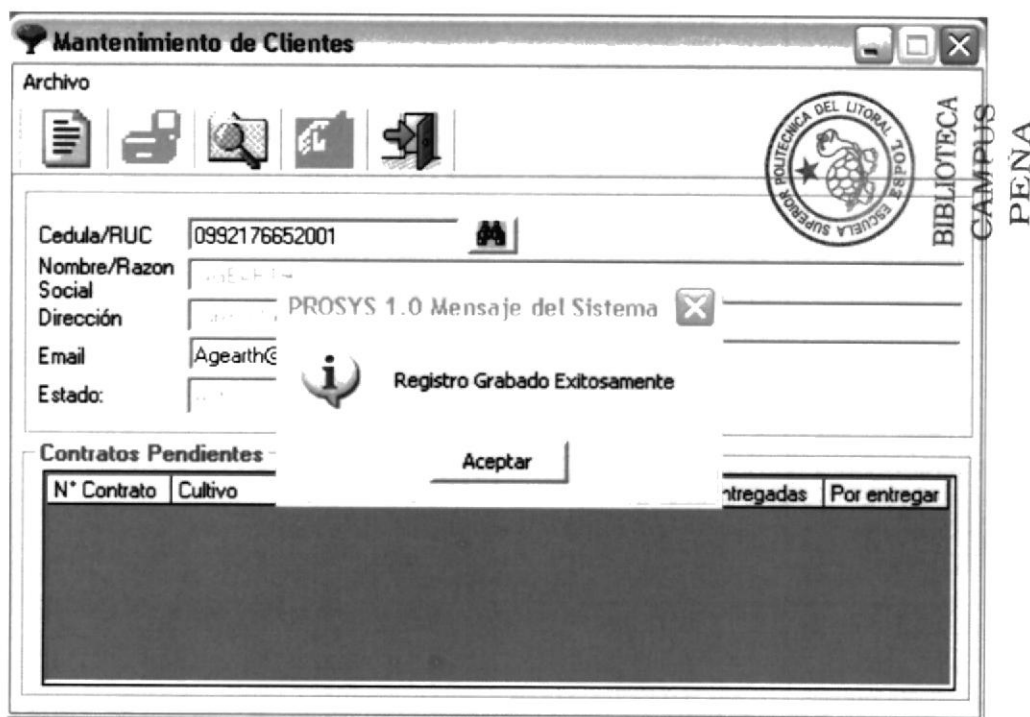 Mantenimiento de Clientes
Archivo
ESCUELA SUPERIOR POLITECNICA DEL LITORAL ESPOL
BIBLIOTECA
CAMPUS
PEÑA
Cedula/RUC 0992176652001
Nombre/Razon
Social
Dirección
Email Agearth@
Estado:
PROSYS 1.0 Mensaje del Sistema
Registro Grabado Exitosamente
Aceptar
Contratos Pendientes
N° Contrato Cultivo ntregadas Por entregar